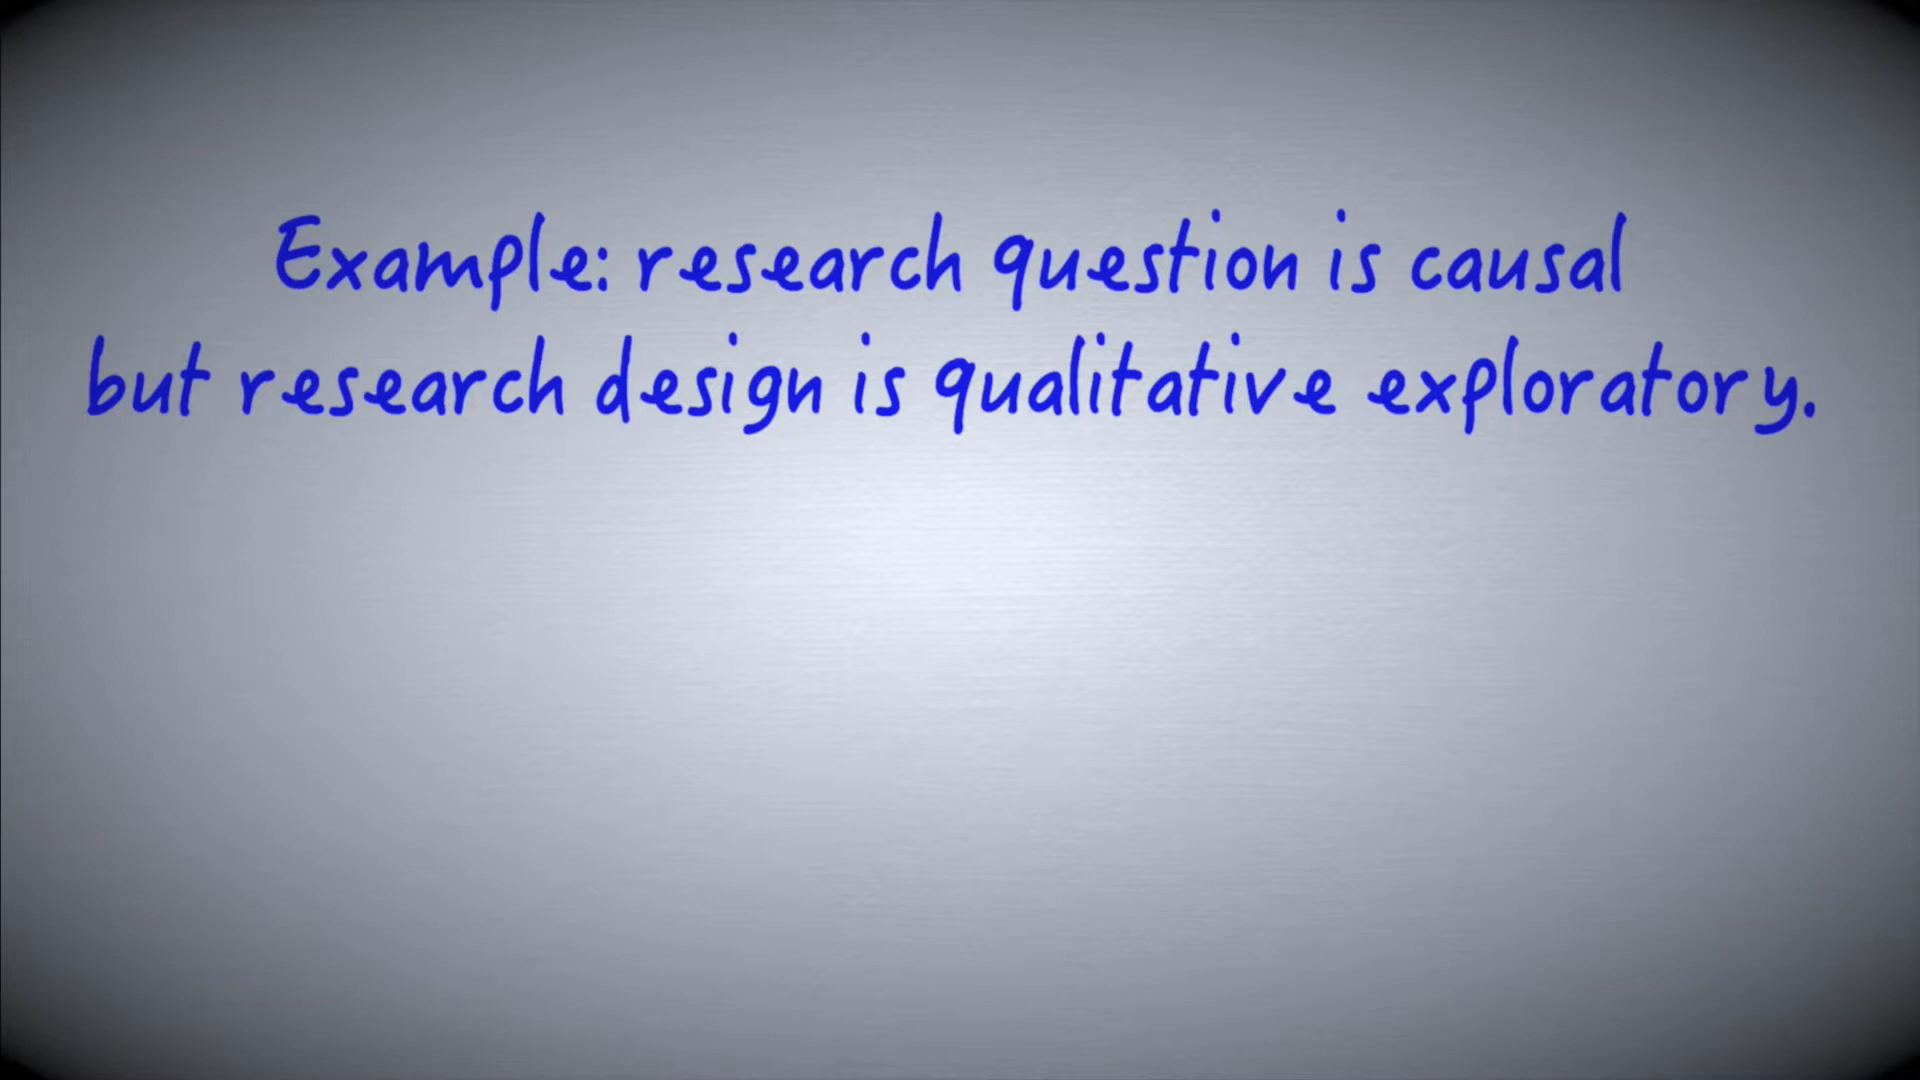 Example: research question is causal
but research design is qualitative exploratory.